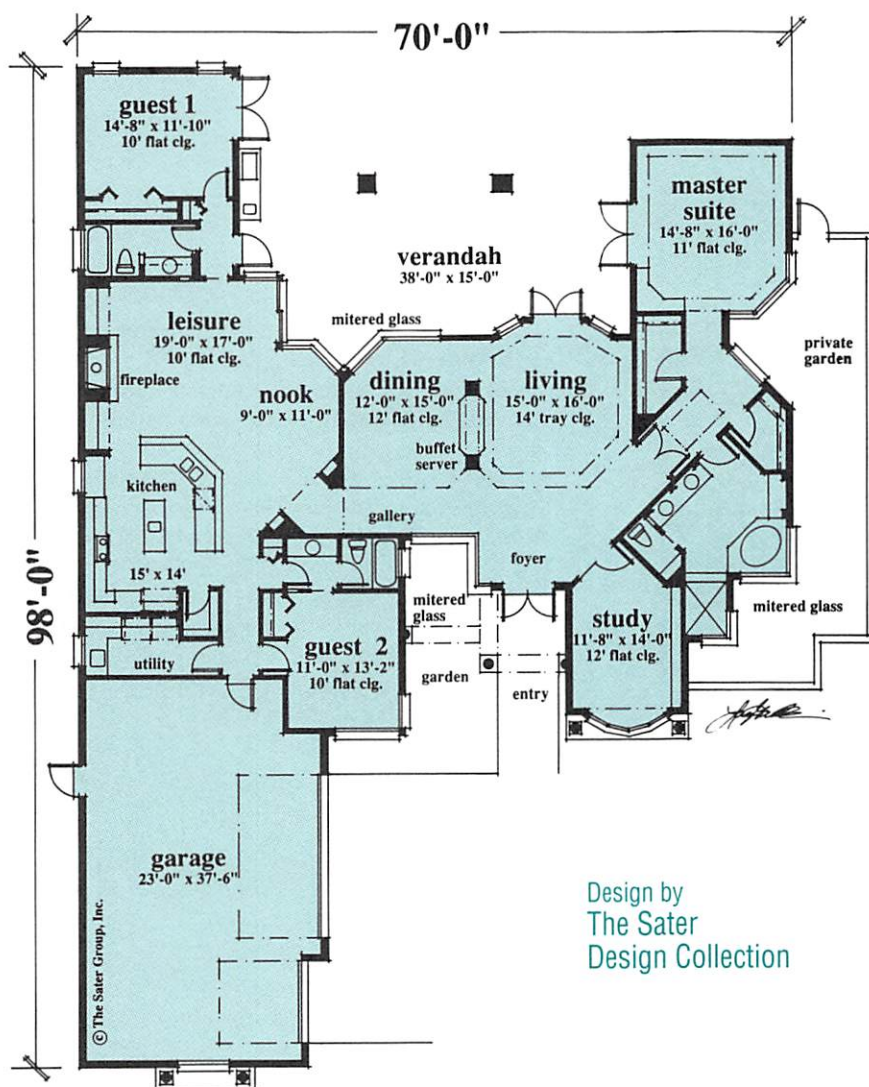 70'-0"
98'-0"
guest 1
14'-8" x 11'-10"
10' flat clg.
master
suite
14'-8" x 16'-0"
11' flat clg.
verandah
38'-0" x 15'-0"
mitered glass
private
garden
leisure
19'-0" x 17'-0"
10' flat clg.
fireplace
nook
9'-0" x 11'-0"
dining
12'-0" x 15'-0"
12' flat clg.
living
15'-0" x 16'-0"
14' tray clg.
buffet
server
kitchen
15' x 14'
gallery
foyer
mitered
glass
garden
entry
study
11'-8" x 14'-0"
12' flat clg.
mitered glass
guest 2
11'-0" x 13'-2"
10' flat clg.
utility
garage
23'-0" x 37'-6"
© The Sater Group, Inc.
Design by
The Sater
Design Collection